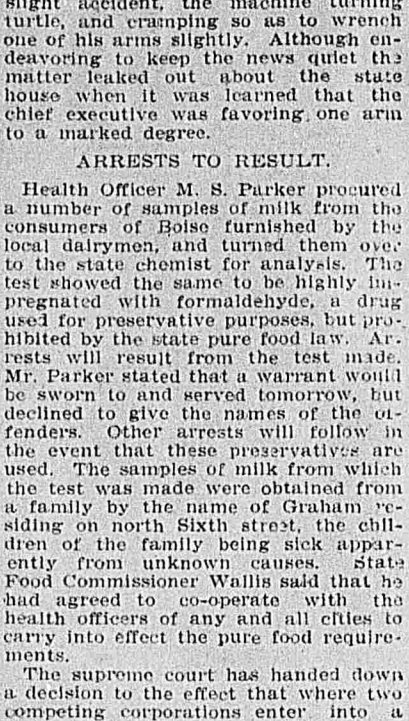 slight accident, the machine turning
turtle, and cramping so as to wrench
one of his arms slightly. Although en-
deavoring to keep the news quiet the
matter leaked out about the state
house when it was learned that the
chief executive was favoring one arm
to a marked degree.
ARRESTS TO RESULT.
Health Officer M. S. Parker procured
a number of samples of milk from the
consumers of Boise furnished by the
local dairymen, and turned them over
to the state chemist for analysis. The
test showed the same to be highly im-
pregnated with formaldehyde, a drug
used for preservative purposes, but pro-
hibited by the state pure food law. Ar-
rests will result from the test made.
Mr. Parker stated that a warrant would
be sworn to and served tomorrow, but
declined to give the names of the of-
fenders. Other arrests will follow in
the event that these preservatives are
used. The samples of milk from which
the test was made were obtained from
a family by the name of Graham re-
siding on north Sixth street, the chil-
dren of the family being sick appar-
ently from unknown causes. State
Food Commissioner Wallis said that he
had agreed to co-operate with the
health officers of any and all cities to
carry into effect the pure food require-
ments.
The supreme court has handed down
a decision to the effect that where two
competing corporations enter into a